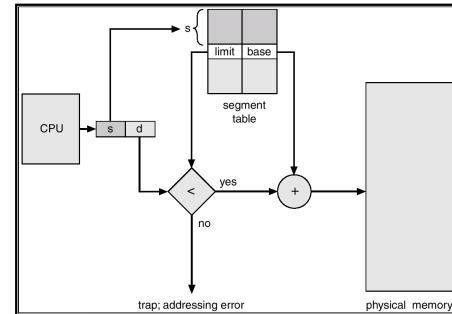 s
limit base
segment
table
CPU
s d
<
yes
+
no
trap; addressing error
physical memory